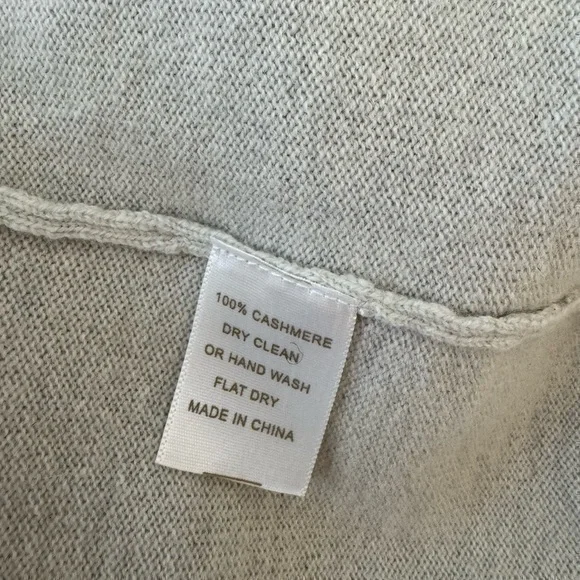 100% CASHMERE
DRY CLEAN
OR HAND WASH
FLAT DRY
MADE IN CHINA